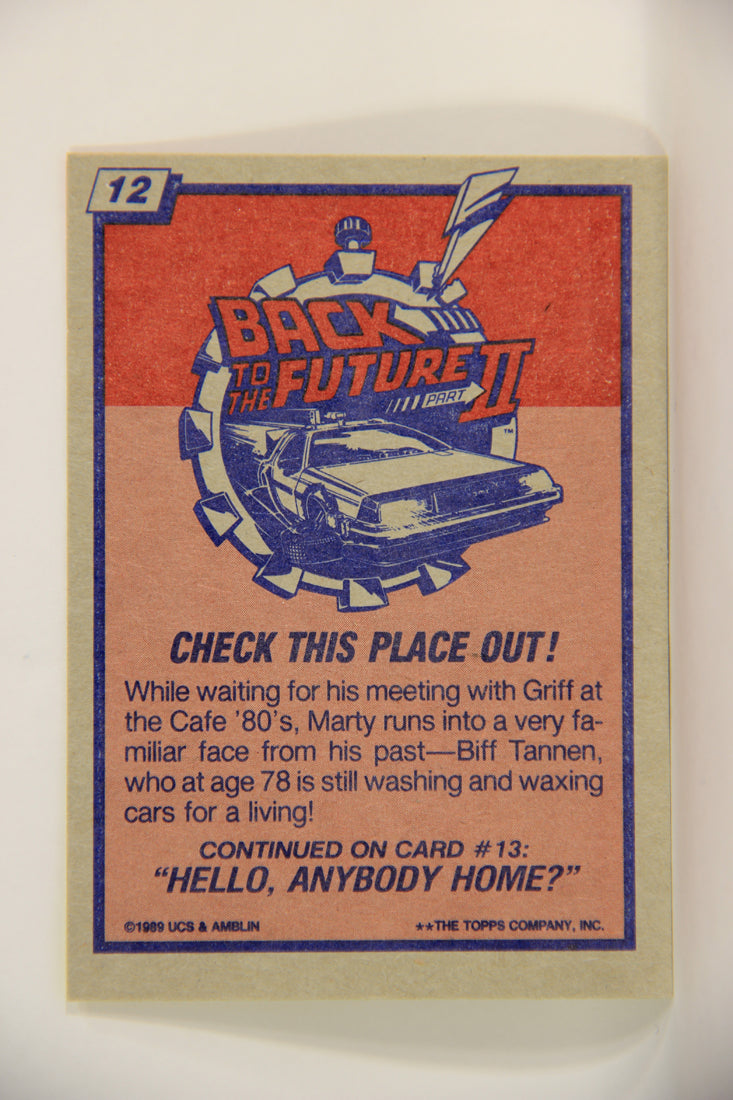 12
BACK
TO THE FUTURE
PART II
™
CHECK THIS PLACE OUT!
While waiting for his meeting with Griff at
the Cafe '80's, Marty runs into a very fa-
miliar face from his past—Biff Tannen,
who at age 78 is still washing and waxing
cars for a living!
CONTINUED ON CARD #13:
"HELLO, ANYBODY HOME?"
©1989 UCS & AMBLIN
★★THE TOPPS COMPANY, INC.